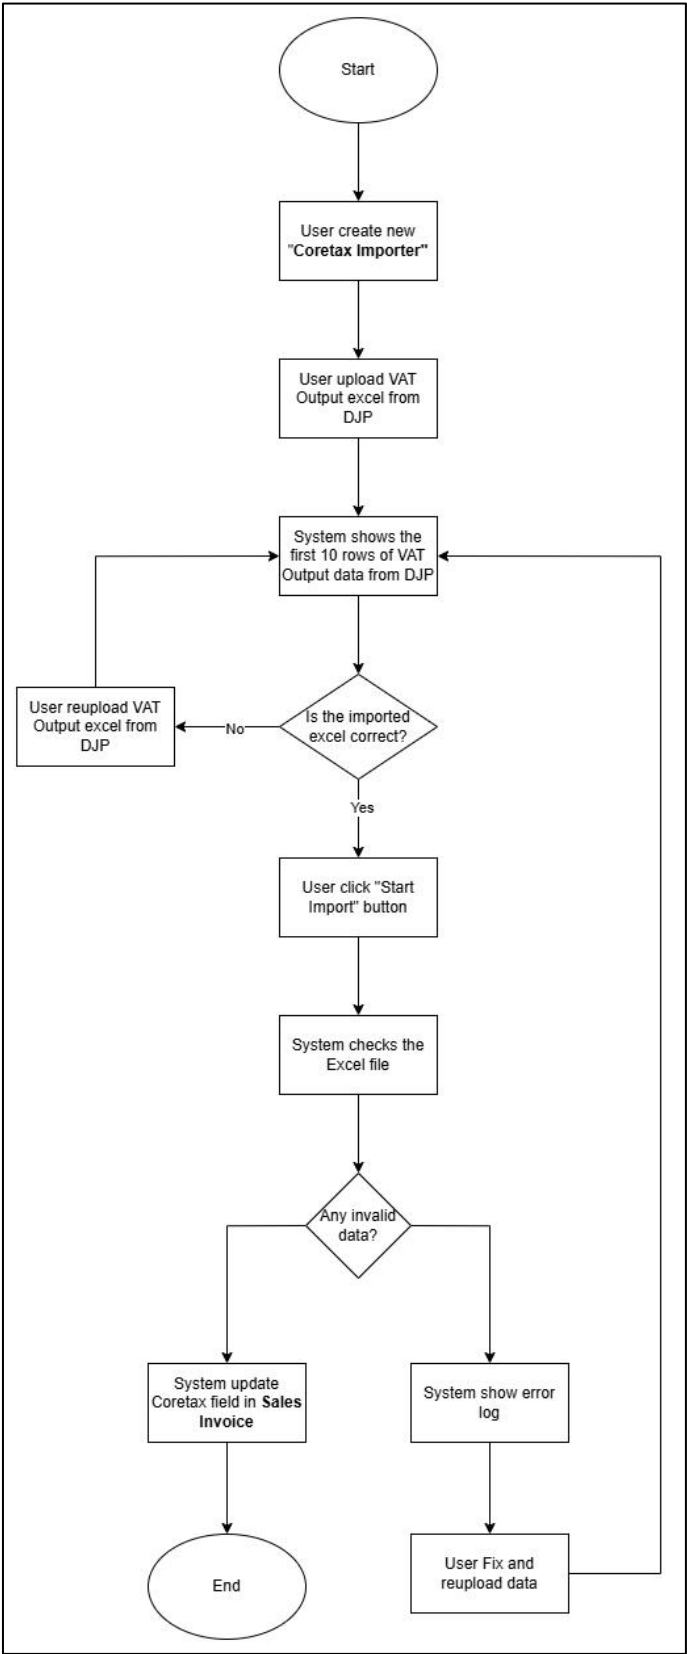 Start
User create new
"Coretax Importer"
User upload VAT
Output excel from
DJP
System shows the
first 10 rows of VAT
Output data from DJP
User reupload VAT
Output excel from
DJP
No
Is the imported
excel correct?
Yes
User click "Start
Import" button
System checks the
Excel file
Any invalid
data?
System update
Coretax field in Sales
Invoice
System show error
log
End
User Fix and
reupload data